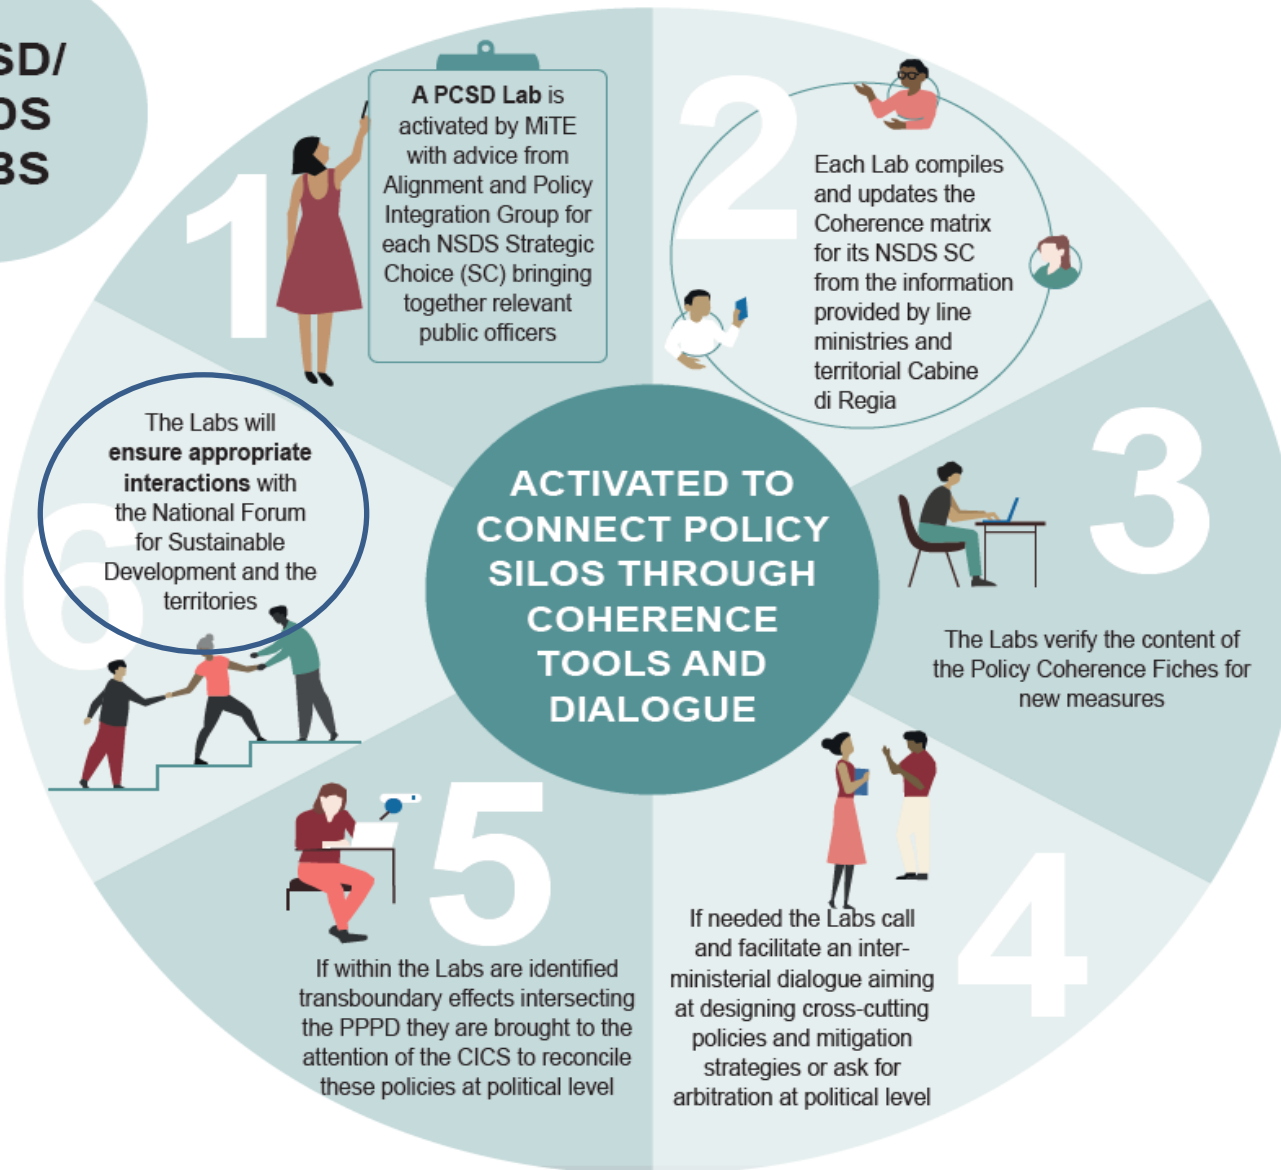 SD/
DS
BS
1
A PCSD Lab is
activated by MiTE
with advice from
Alignment and Policy
Integration Group for
each NSDS Strategic
Choice (SC) bringing
together relevant
public officers
2
Each Lab compiles
and updates the
Coherence matrix
for its NSDS SC
from the information
provided by line
ministries and
territorial Cabine
di Regia
3
The Labs verify the content of
the Policy Coherence Fiches for
new measures
4
If needed the Labs call
and facilitate an inter-
ministerial dialogue aiming
at designing cross-cutting
policies and mitigation
strategies or ask for
arbitration at political level
5
If within the Labs are identified
transboundary effects intersecting
the PPPD they are brought to the
attention of the CICS to reconcile
these policies at political level
6
The Labs will
ensure appropriate
interactions with
the National Forum
for Sustainable
Development and the
territories
ACTIVATED TO
CONNECT POLICY
SILOS THROUGH
COHERENCE
TOOLS AND
DIALOGUE